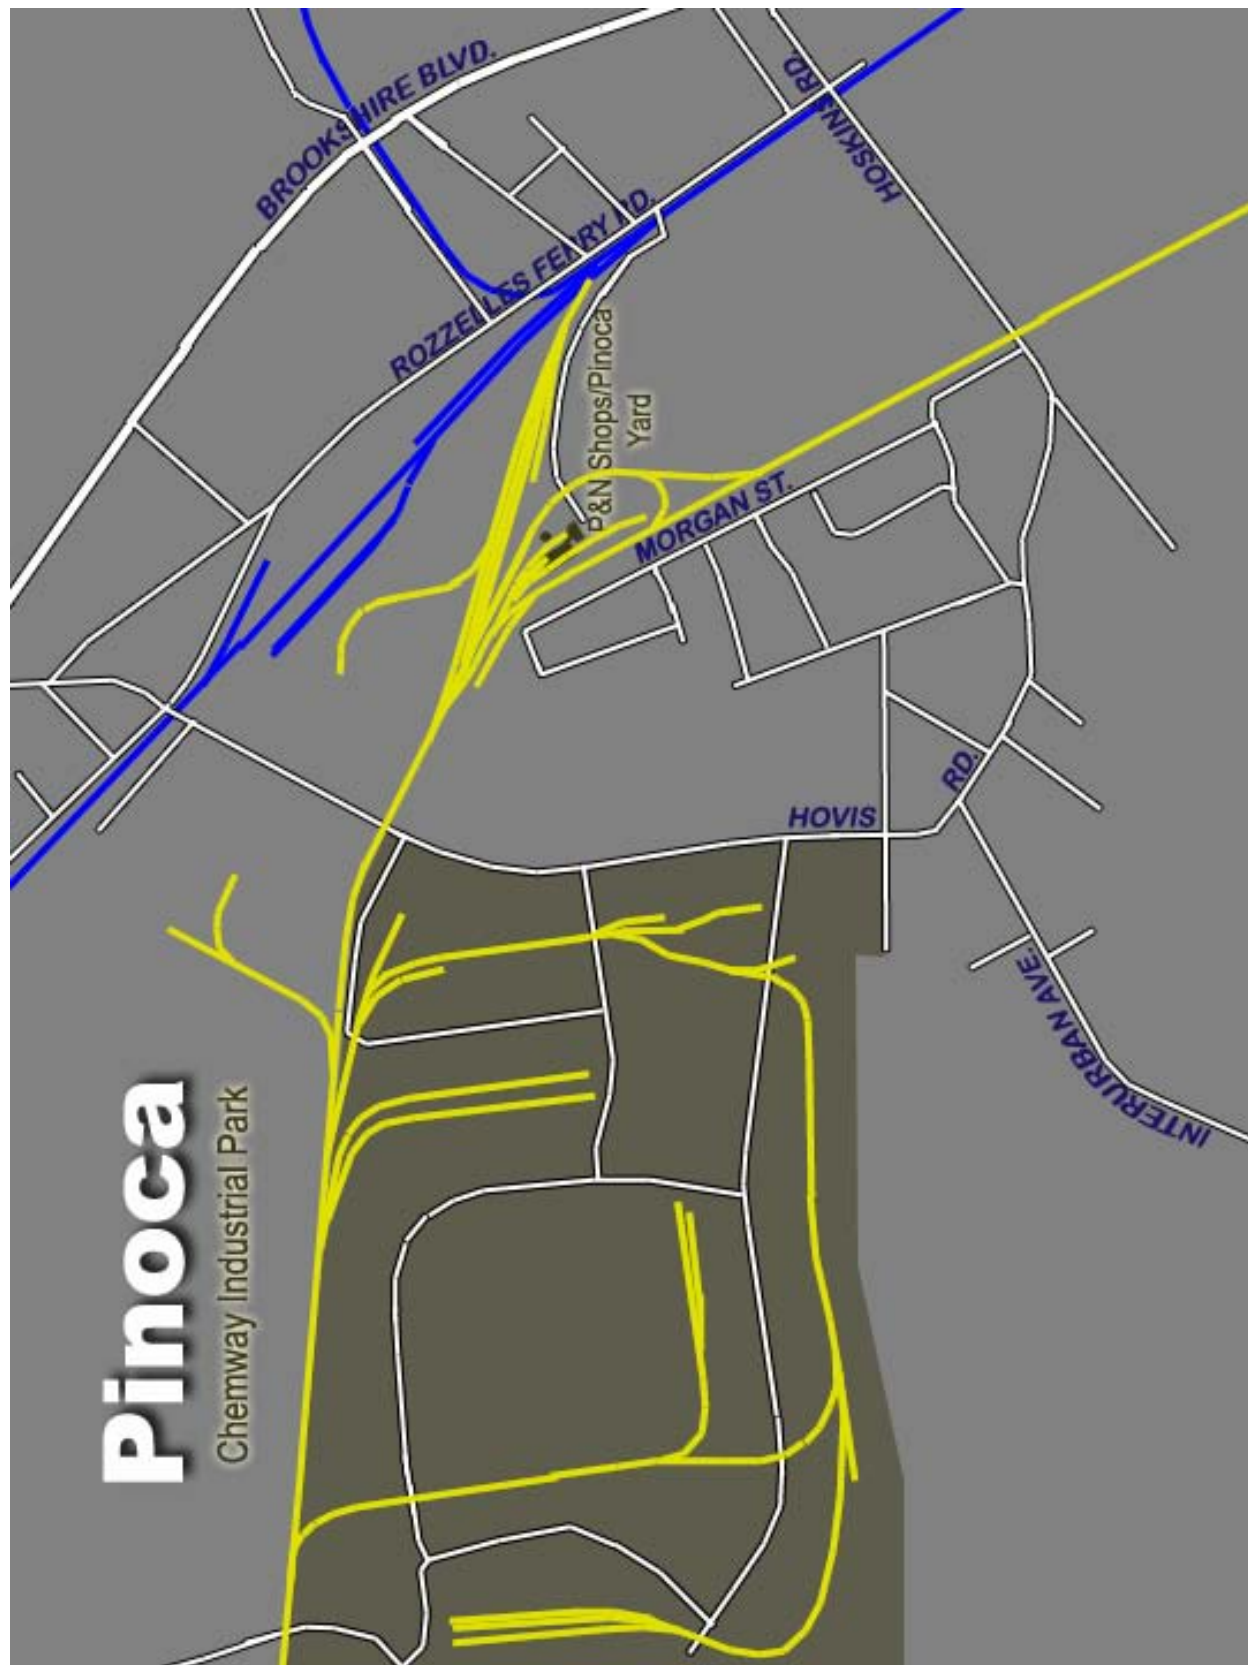 BROOKSHIRE BLVD.
HOSKINS RD.
ROZZELLES FERRY RD.
P&N Shops/Pinoca
Yard
MORGAN ST.
HOVIS RD.
INTERURBAN AVE.
Pinoca
Chemway Industrial Park